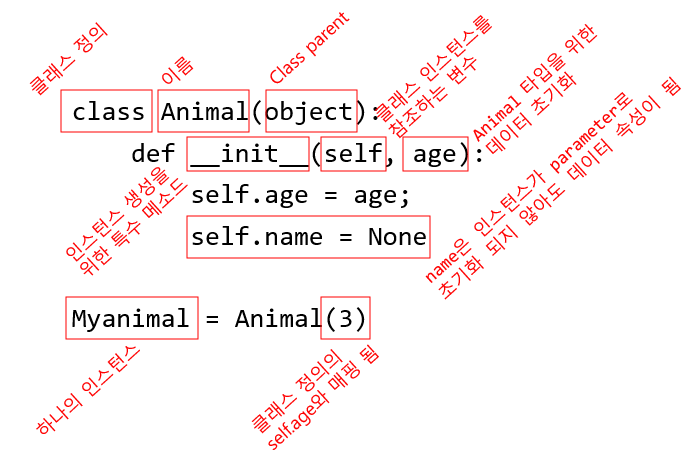 클래스 정의
이름
Class parent
클래스 인스턴스를
참조하는 변수
Animal 타입을 위한
데이터 초기화
class Animal(object):
def __init__(self, age):
self.age = age;
self.name = None
인스턴스 생성을
위한 특수 메소드
name은 인스턴스가 parameter로
초기화 되지 않아도 데이터 속성이 됨
Myanimal = Animal(3)
하나의 인스턴스
클래스 정의의
self.age와 매핑 됨